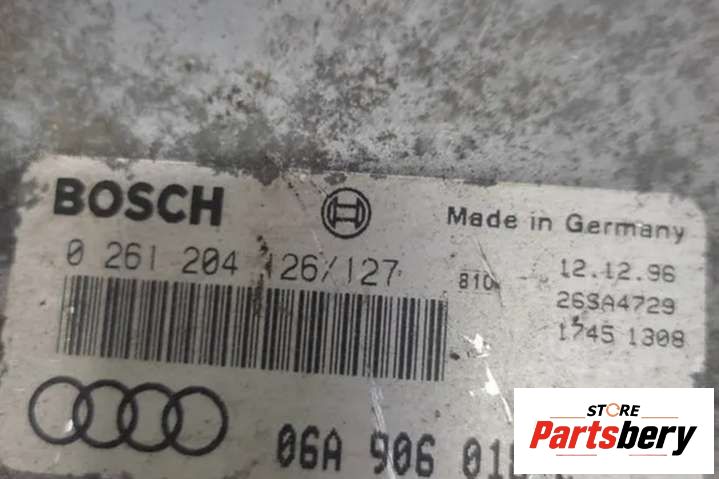 BOSCH
Made in Germany
0 261 204 126/127
810
12.12.96
26SA4729
1745 1308
06A 906
STORE
Partsbery